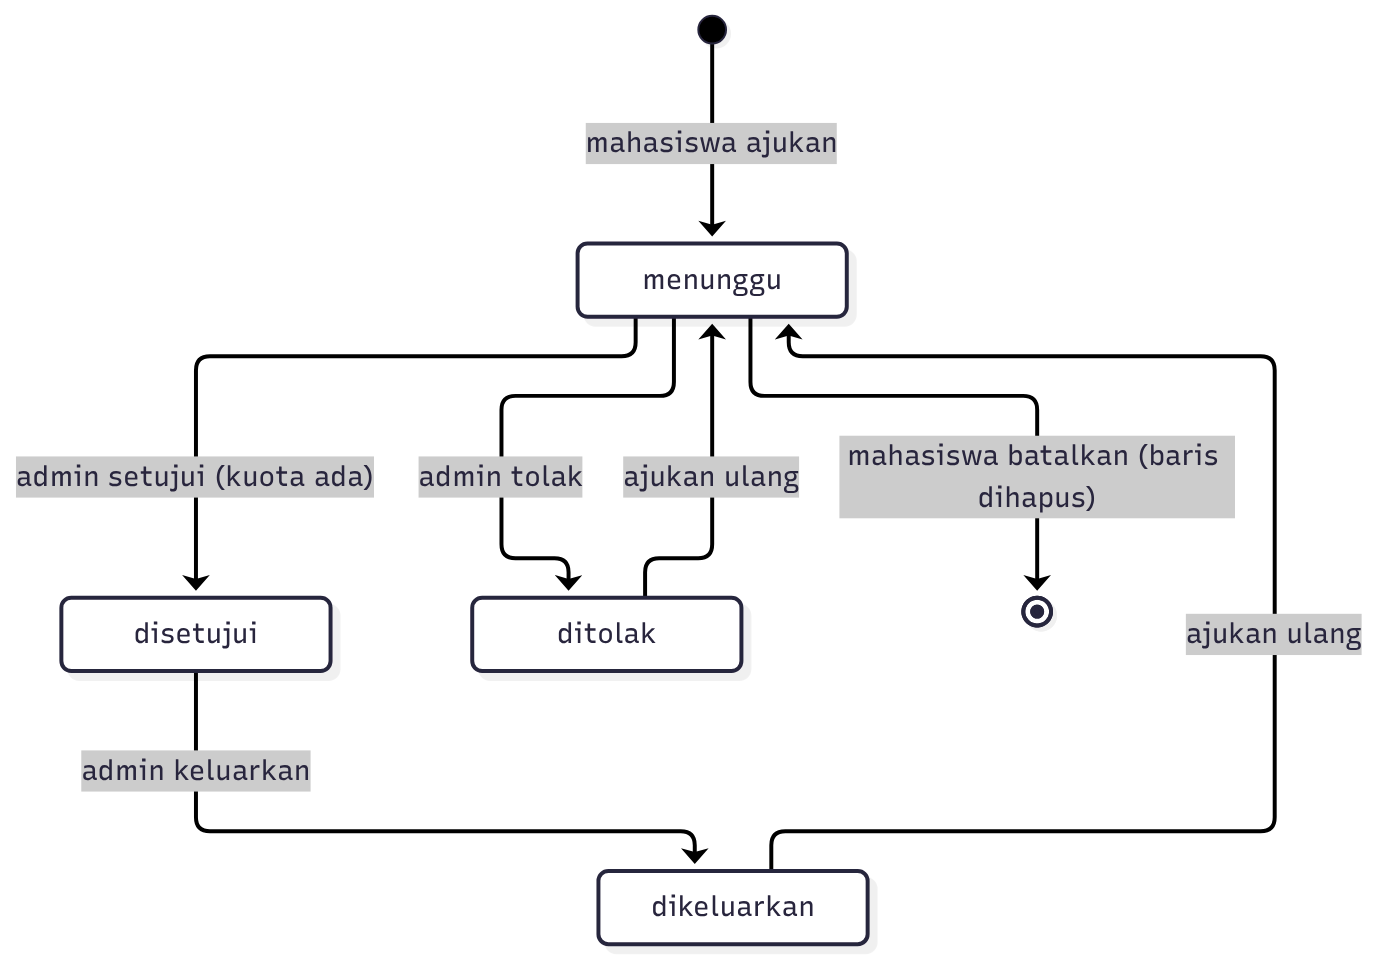 mahasiswa ajukan
menunggu
admin setujui (kuota ada)
admin tolak
ajukan ulang
mahasiswa batalkan (baris
dihapus)
disetujui
ditolak
ajukan ulang
admin keluarkan
dikeluarkan